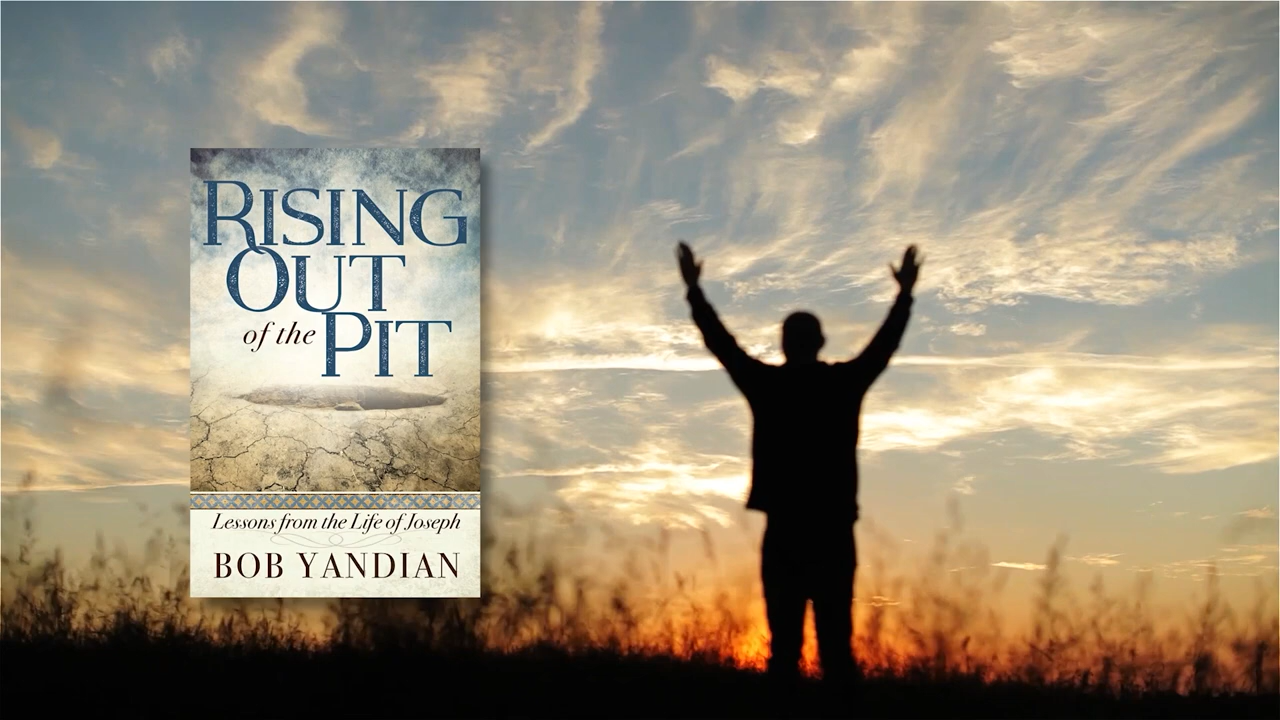 RISING
OUT
of the PIT
Lessons from the Life of Joseph
BOB YANDIAN